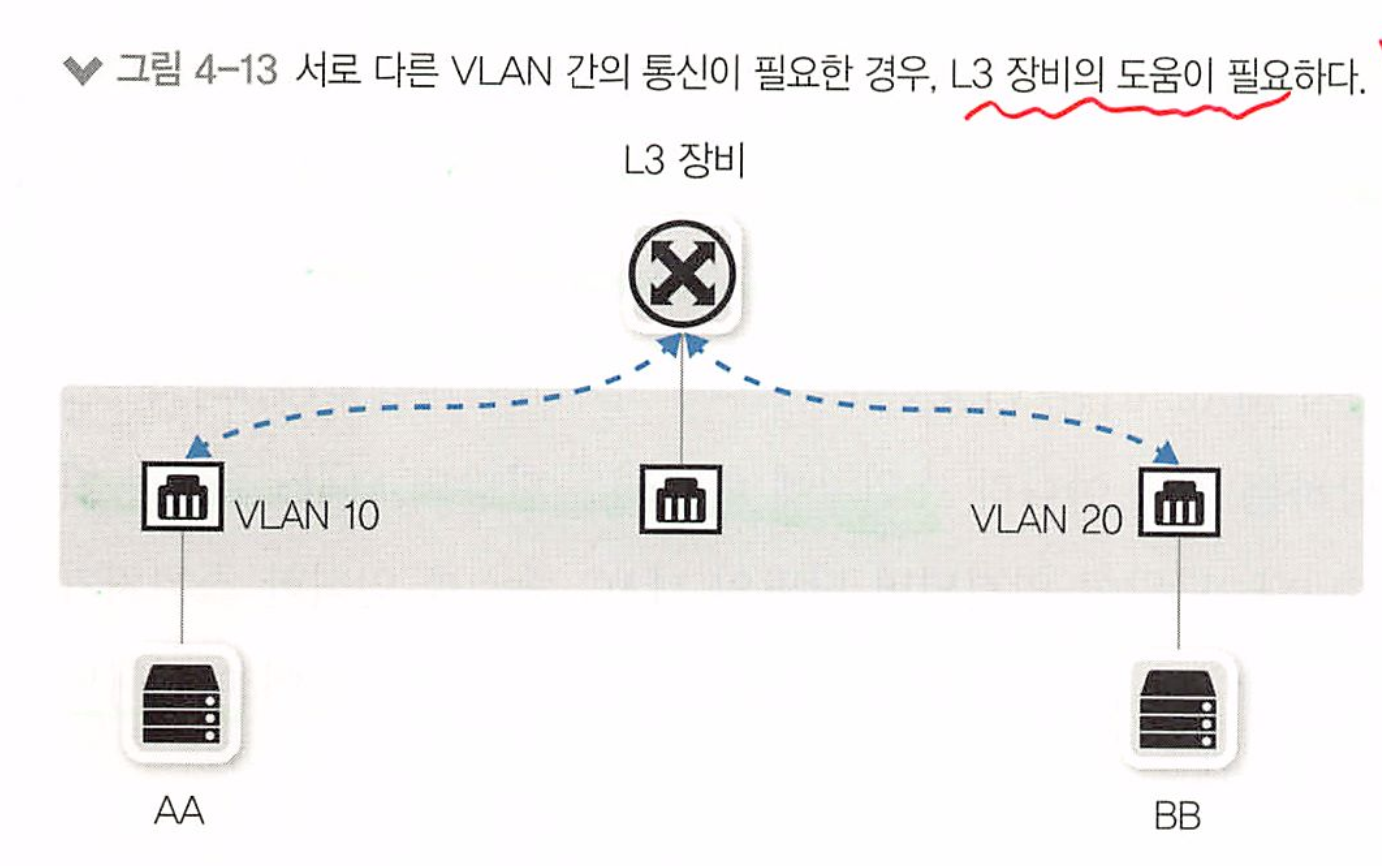 그림 4-13 서로 다른 VLAN 간의 통신이 필요한 경우, L3 장비의 도움이 필요하다.
L3 장비
VLAN 10
VLAN 20
AA
BB